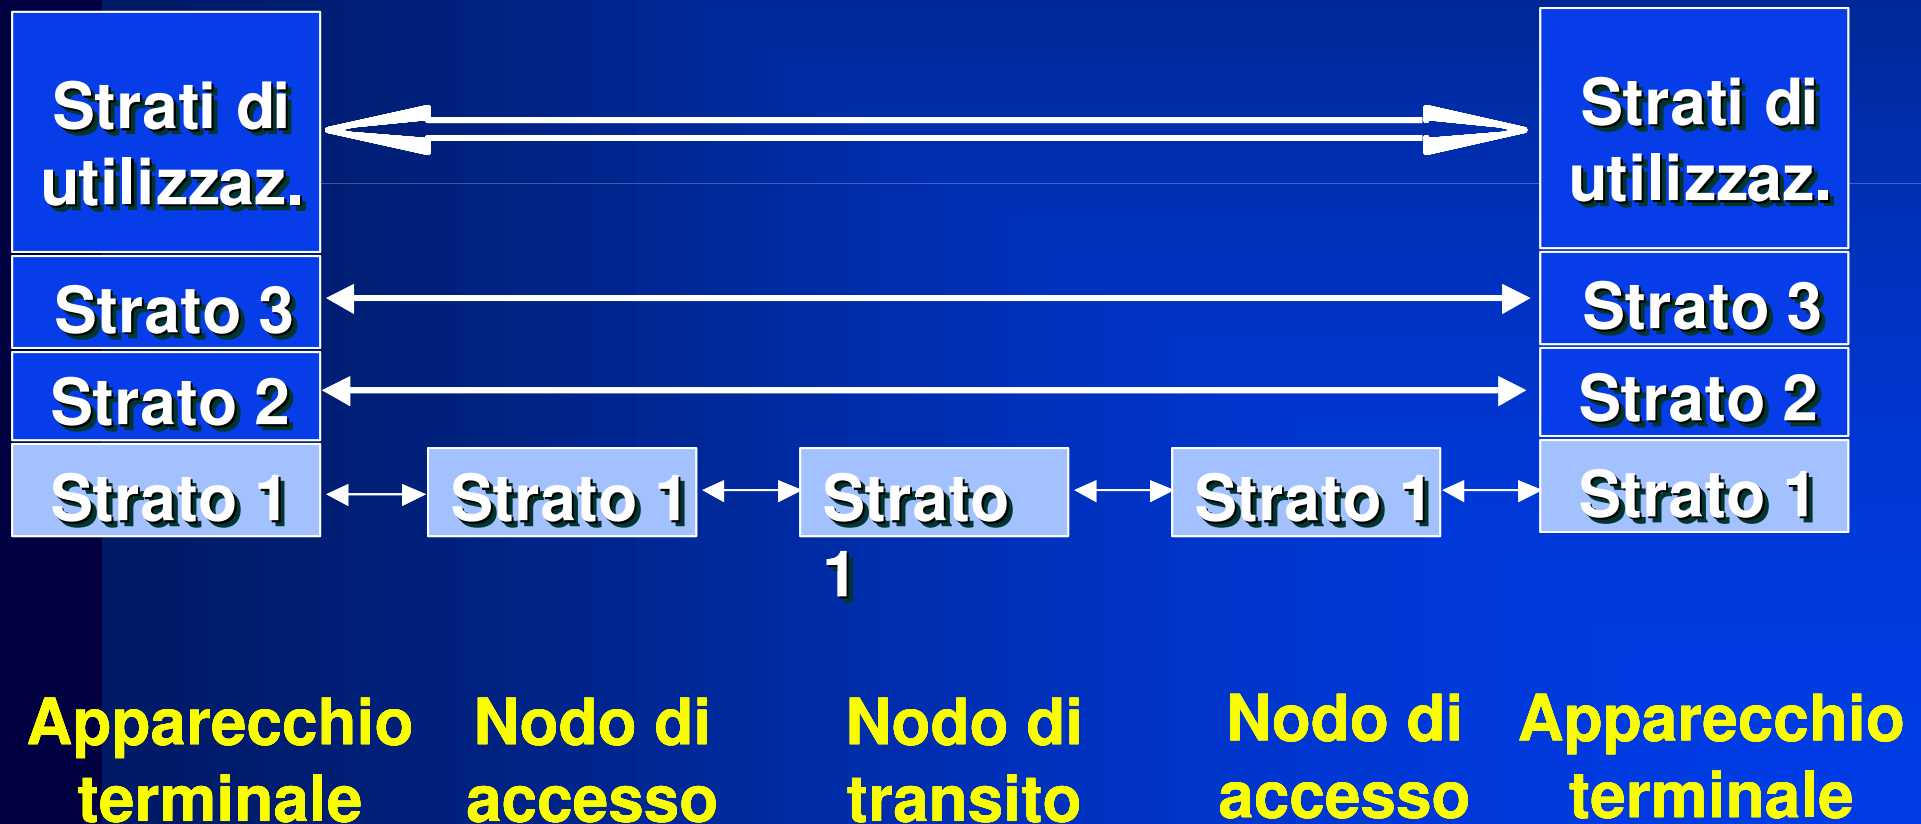 Strati di
utilizzaz.
Strati di
utilizzaz.
Strato 3
Strato 3
Strato 2
Strato 2
Strato 1
Strato 1
Strato
1
Strato 1
Strato 1
Apparecchio
terminale
Nodo di
accesso
Nodo di
transito
Nodo di
accesso
Apparecchio
terminale